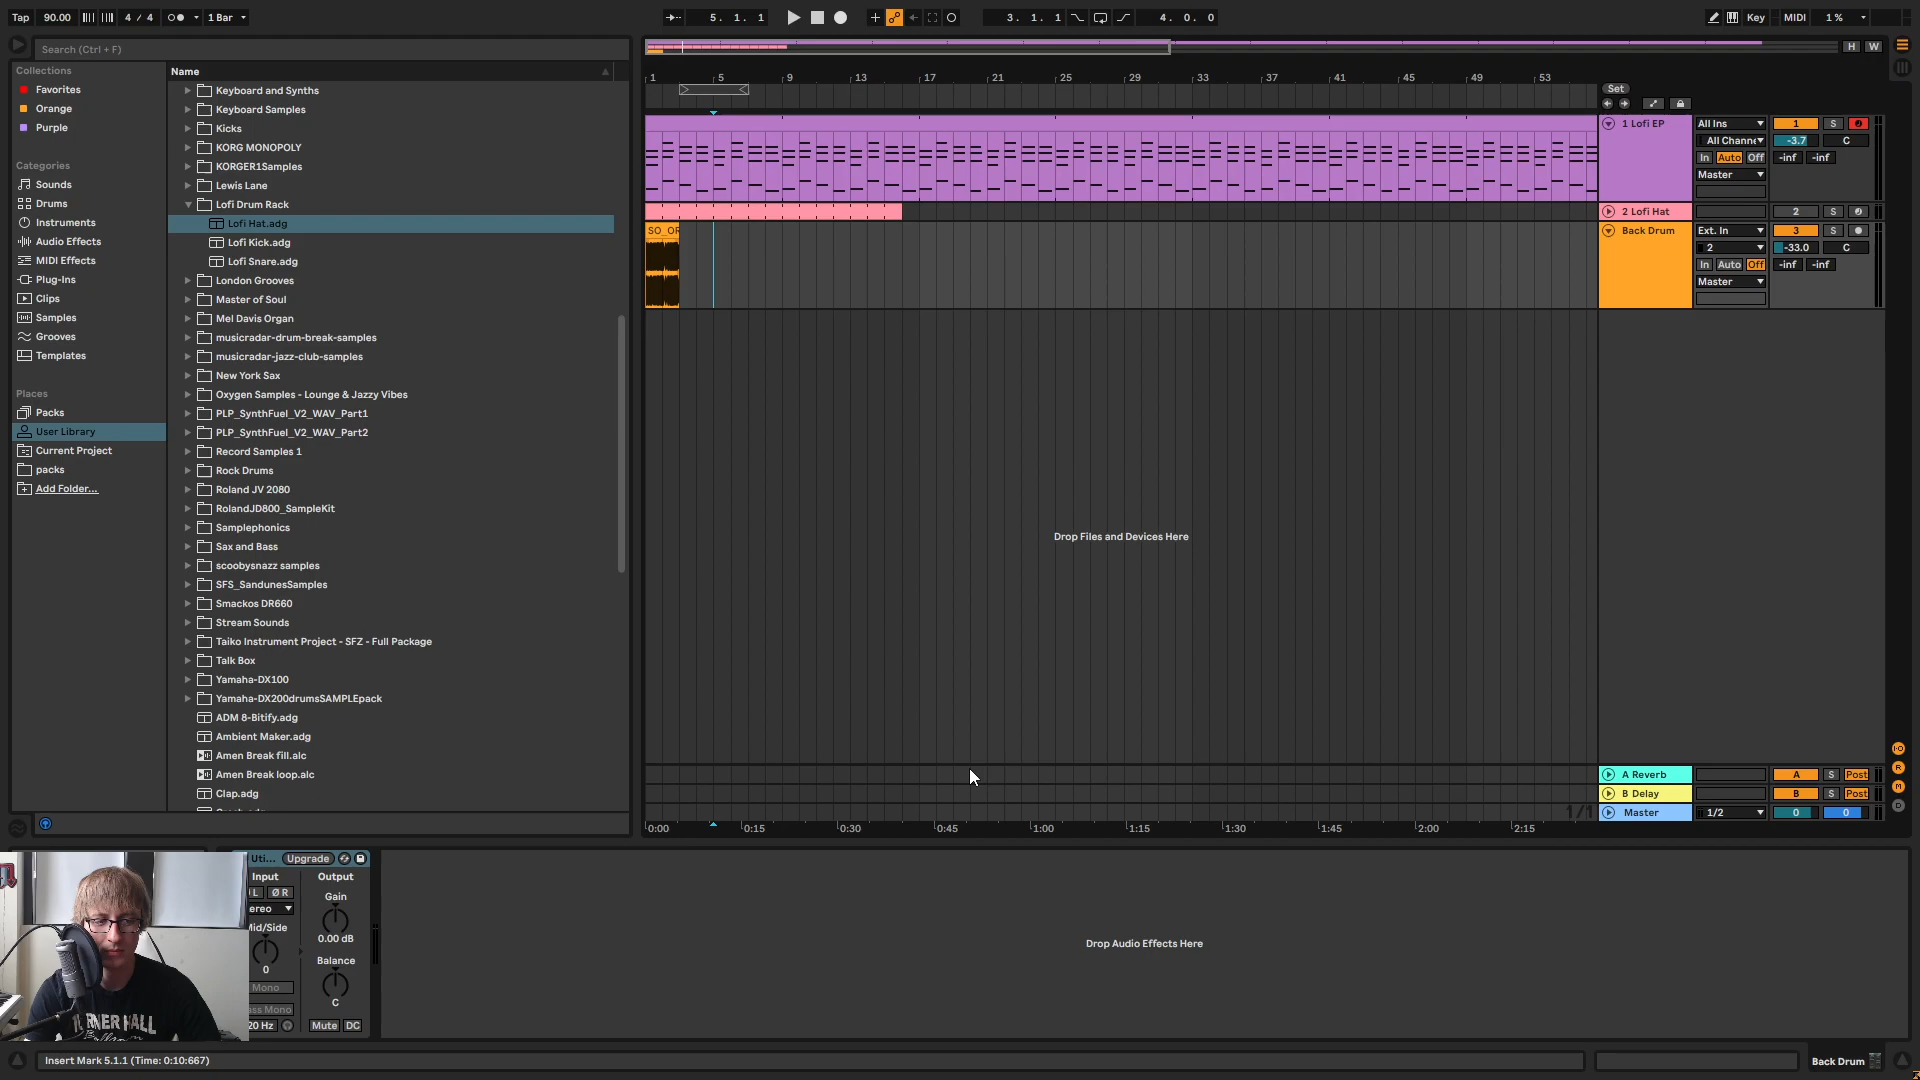 Tap 90.00 4 / 4 1 Bar 5. 1. 1 3. 1. 1 4. 0. 0 Key MIDI 1 %
Search (Ctrl + F)
H W
Collections
Favorites
Orange
Purple
Categories
Sounds
Drums
Instruments
Audio Effects
MIDI Effects
Plug-Ins
Clips
Samples
Grooves
Templates
Places
Packs
User Library
Current Project
packs
Add Folder...
Name
Keyboard and Synths
Keyboard Samples
Kicks
KORG MONOPOLY
KORGER1Samples
Lewis Lane
Lofi Drum Rack
Lofi Hat.adg
Lofi Kick.adg
Lofi Snare.adg
London Grooves
Master of Soul
Mel Davis Organ
musicradar-drum-break-samples
musicradar-jazz-club-samples
New York Sax
Oxygen Samples - Lounge & Jazzy Vibes
PLP_SynthFuel_V2_WAV_Part1
PLP_SynthFuel_V2_WAV_Part2
Record Samples 1
Rock Drums
Roland JV 2080
RolandJD800_SampleKit
Samplephonics
Sax and Bass
scoobysnazz samples
SFS_SandunesSamples
Smackos DR660
Stream Sounds
Taiko Instrument Project - SFZ - Full Package
Talk Box
Yamaha-DX100
Yamaha-DX200drumsSAMPLEpack
ADM 8-Bitify.adg
Ambient Maker.adg
Amen Break fill.alc
Amen Break loop.alc
Clap.adg
1 5 9 13 17 21 25 29 33 37 41 45 49 53
Set
1 Lofi EP All Ins 1 S
All Channe -3.7 C
In Auto Off -inf -inf
Master
2 Lofi Hat 2 S
SO_OR Back Drum Ext. In 3 S
2 -33.0 C
In Auto Off -inf -inf
Master
Drop Files and Devices Here
A Reverb A S Post
B Delay B S Post
1/1 Master 1/2 0 0
0:00 0:15 0:30 0:45 1:00 1:15 1:30 1:45 2:00 2:15
I·O
R
M
D
Uti... Upgrade
Input Output
L Ø R Gain
ereo
Mid/Side 0.00 dB
Balance
0
Mono C
ass Mono
20 Hz Mute DC
Drop Audio Effects Here
Insert Mark 5.1.1 (Time: 0:10:667) Back Drum